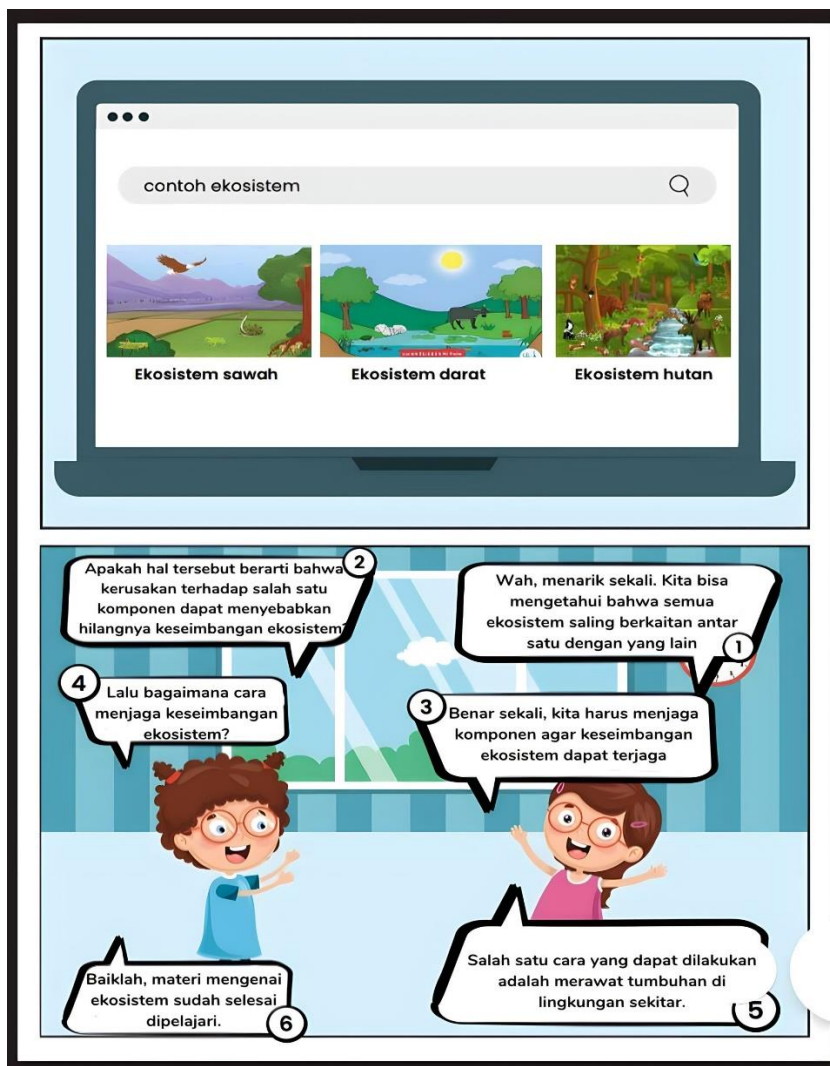 contoh ekosistem
Ekosistem sawah
Ekosistem darat
Ekosistem hutan
1
Wah, menarik sekali. Kita bisa
mengetahui bahwa semua
ekosistem saling berkaitan antar
satu dengan yang lain
2
Apakah hal tersebut berarti bahwa
kerusakan terhadap salah satu
komponen dapat menyebabkan
hilangnya keseimbangan ekosistem?
3
Benar sekali, kita harus menjaga
komponen agar keseimbangan
ekosistem dapat terjaga
4
Lalu bagaimana cara
menjaga keseimbangan
ekosistem?
5
Salah satu cara yang dapat dilakukan
adalah merawat tumbuhan di
lingkungan sekitar.
6
Baiklah, materi mengenai
ekosistem sudah selesai
dipelajari.